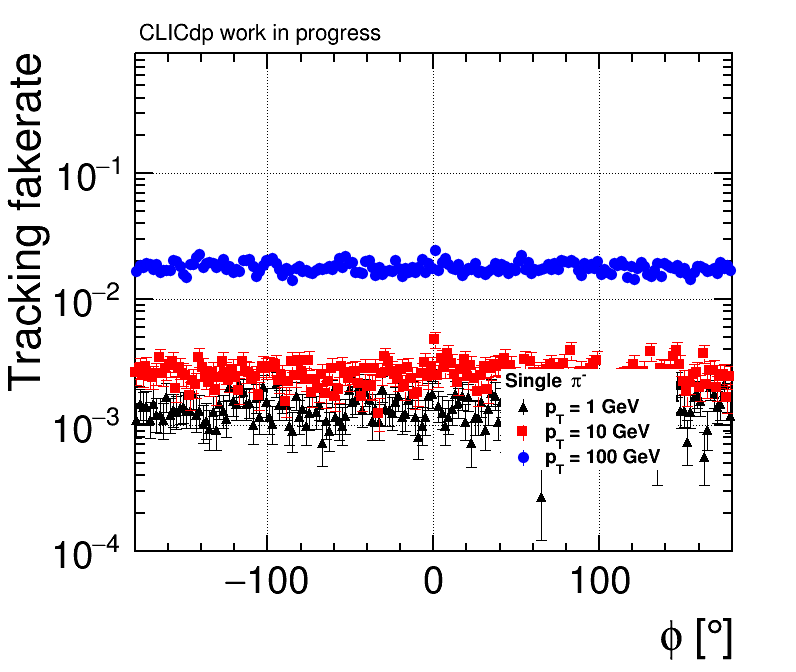 CLICdp work in progress
Tracking fakerate
10⁻¹
10⁻²
10⁻³
10⁻⁴
Single π⁻
p_T = 1 GeV
p_T = 10 GeV
p_T = 100 GeV
−100 0 100
ϕ [°]